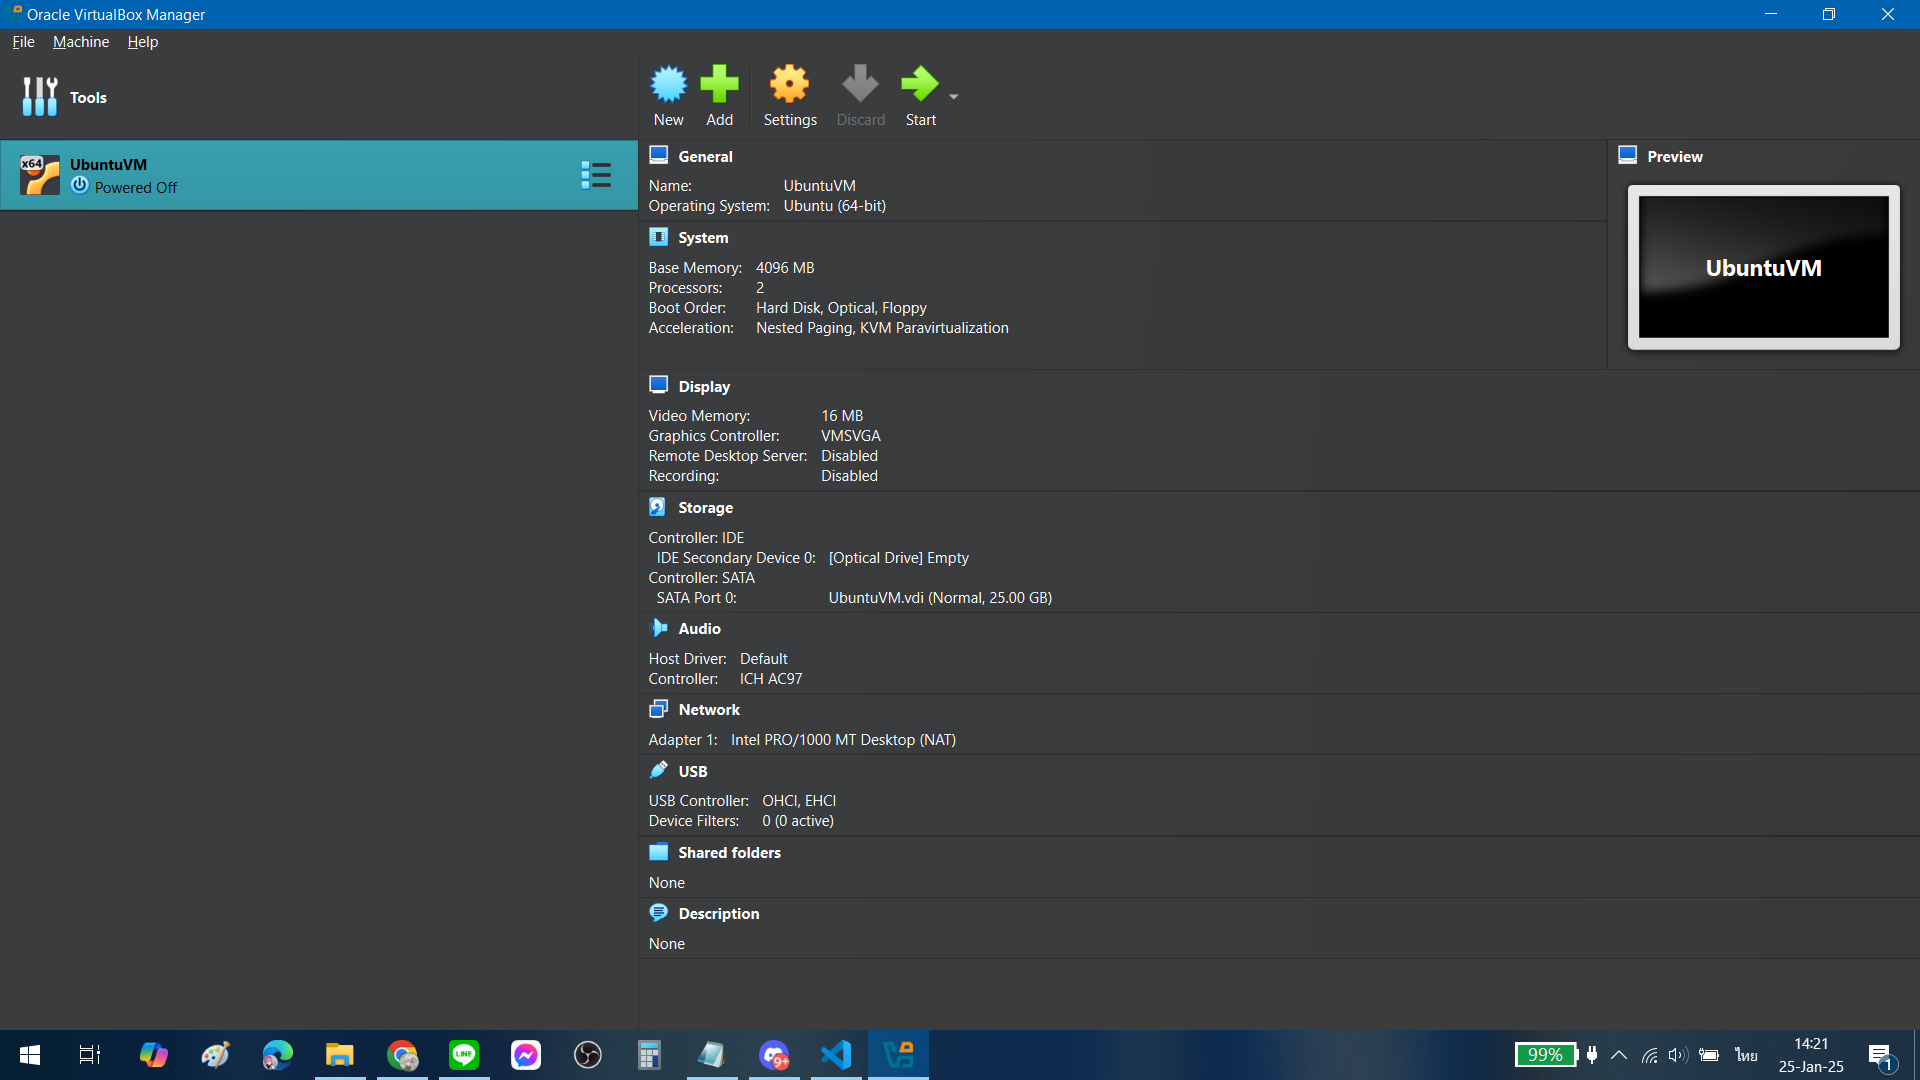 Oracle VirtualBox Manager
File Machine Help
Tools
New Add Settings Discard Start
x64 UbuntuVM
Powered Off
General
Name: UbuntuVM
Operating System: Ubuntu (64-bit)
Preview
UbuntuVM
System
Base Memory: 4096 MB
Processors: 2
Boot Order: Hard Disk, Optical, Floppy
Acceleration: Nested Paging, KVM Paravirtualization
Display
Video Memory: 16 MB
Graphics Controller: VMSVGA
Remote Desktop Server: Disabled
Recording: Disabled
Storage
Controller: IDE
IDE Secondary Device 0: [Optical Drive] Empty
Controller: SATA
SATA Port 0: UbuntuVM.vdi (Normal, 25.00 GB)
Audio
Host Driver: Default
Controller: ICH AC97
Network
Adapter 1: Intel PRO/1000 MT Desktop (NAT)
USB
USB Controller: OHCI, EHCI
Device Filters: 0 (0 active)
Shared folders
None
Description
None
LINE 9+ 99% ไทย 14:21
25-Jan-25 1